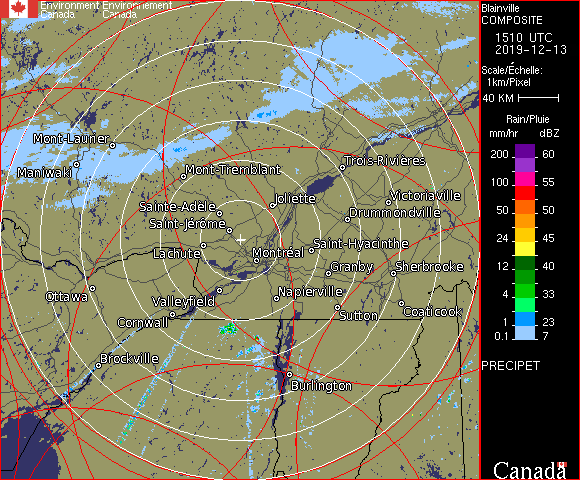 Environment Environnement
Canada Canada
Blainville
COMPOSITE
1510 UTC
2019-12-13
Scale/Échelle:
1km/Pixel
40 KM
Rain/Pluie
mm/hr dBZ
200 60
100 55
50 50
24 45
12 40
4 33
1 23
0.1 7
PRECIPET
Canada
Mont-Laurier
Maniwaki
Mont-Tremblant
Trois-Rivières
Joliette
Victoriaville
Sainte-Adèle
Drummondville
Saint-Jérôme
Saint-Hyacinthe
Lachute
Montréal
Granby
Sherbrooke
Ottawa
Valleyfield
Napierville
Coaticook
Cornwall
Sutton
Brockville
Burlington